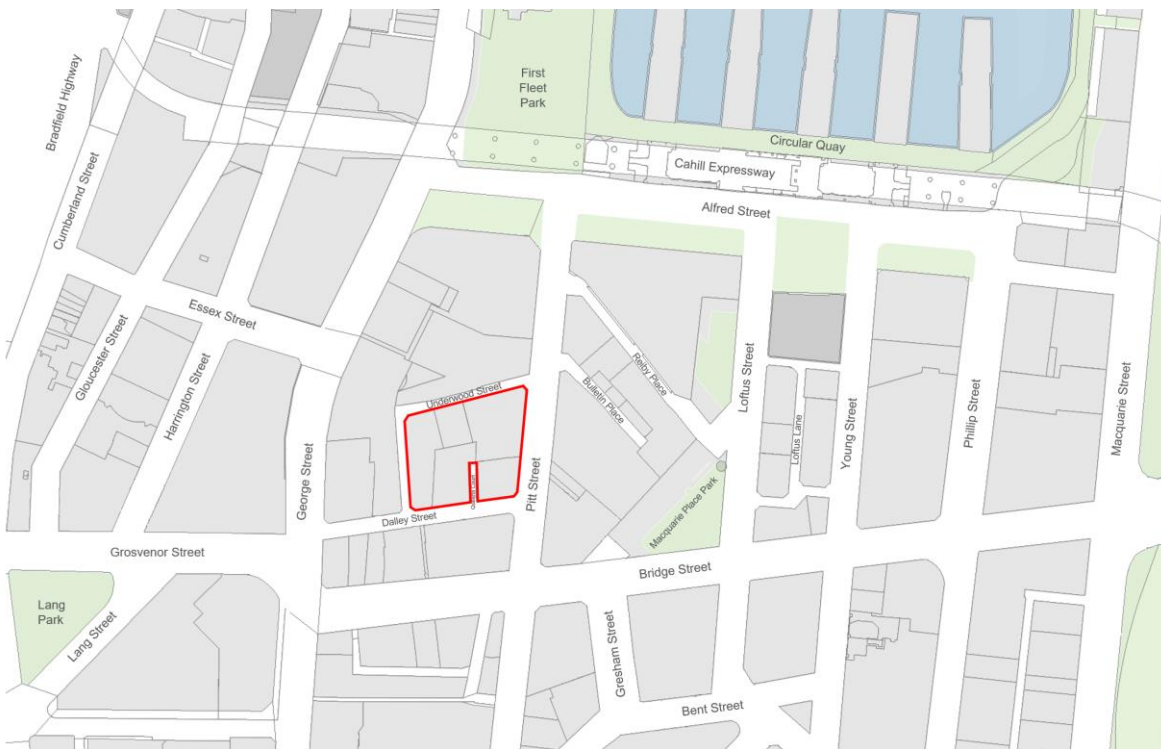 First
Fleet
Park
Bradfield Highway
Circular Quay
Cahill Expressway
Cumberland Street
Alfred Street
Essex Street
Gloucester Street
Harrington Street
George Street
Underwood Street
Pitt Street
Reiby Place
Bulletin Place
Loftus Street
Loftus Lane
Young Street
Phillip Street
Macquarie Street
Dalley Street
Macquarie Place Park
Grosvenor Street
Bridge Street
Lang
Park
Lang Street
Gresham Street
Bent Street